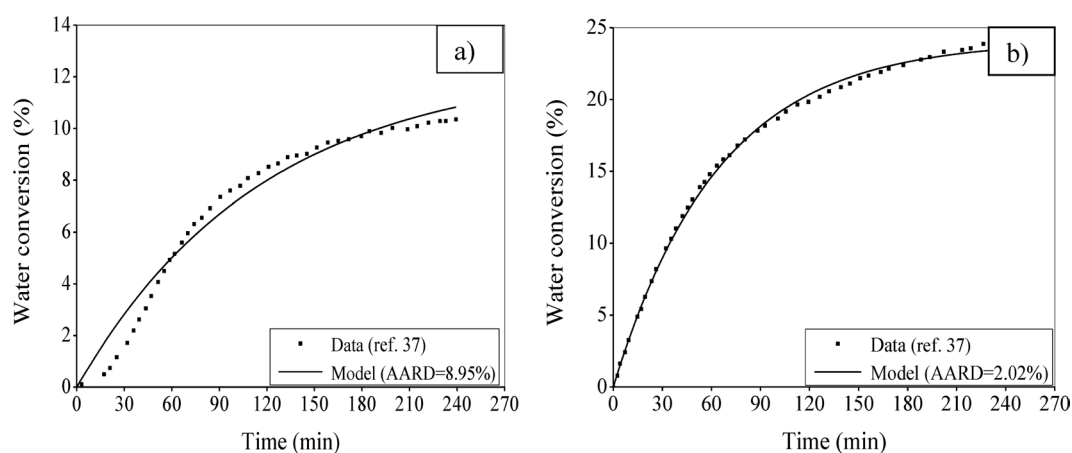 a)
Water conversion (%)
14
12
10
8
6
4
2
0
Data (ref. 37)
Model (AARD=8.95%)
0 30 60 90 120 150 180 210 240 270
Time (min)
b)
Water conversion (%)
25
20
15
10
5
0
Data (ref. 37)
Model (AARD=2.02%)
0 30 60 90 120 150 180 210 240 270
Time (min)